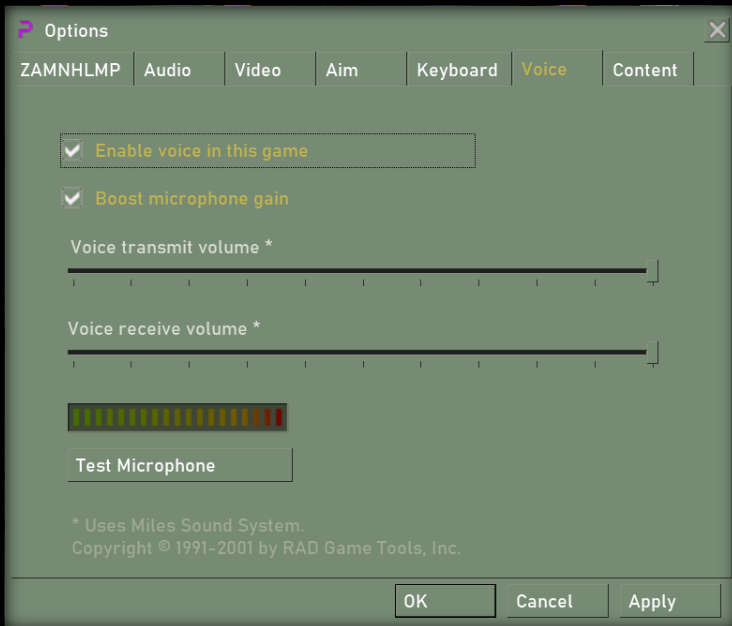 Options
ZAMNHLMP Audio Video Aim Keyboard Voice Content
Enable voice in this game
Boost microphone gain
Voice transmit volume *
Voice receive volume *
Test Microphone
* Uses Miles Sound System.
Copyright © 1991-2001 by RAD Game Tools, Inc.
OK Cancel Apply